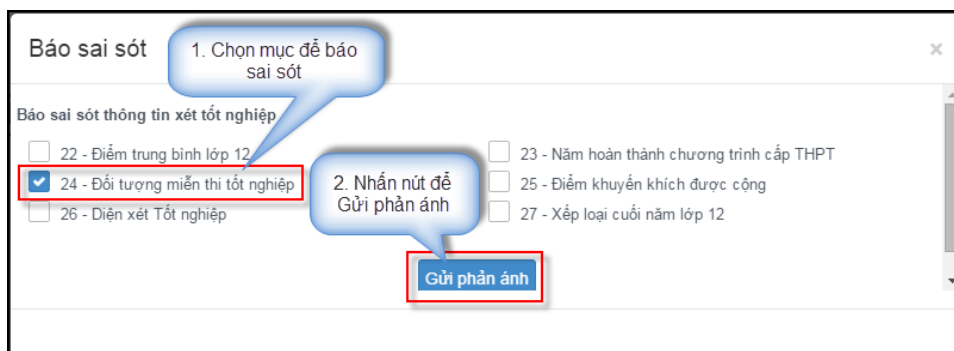 Báo sai sót
1. Chọn mục để báo
sai sót
×
Báo sai sót thông tin xét tốt nghiệp
22 - Điểm trung bình lớp 12
23 - Năm hoàn thành chương trình cấp THPT
24 - Đối tượng miễn thi tốt nghiệp
25 - Điểm khuyến khích được cộng
26 - Diện xét Tốt nghiệp
27 - Xếp loại cuối năm lớp 12
2. Nhấn nút để
Gửi phản ánh
Gửi phản ánh